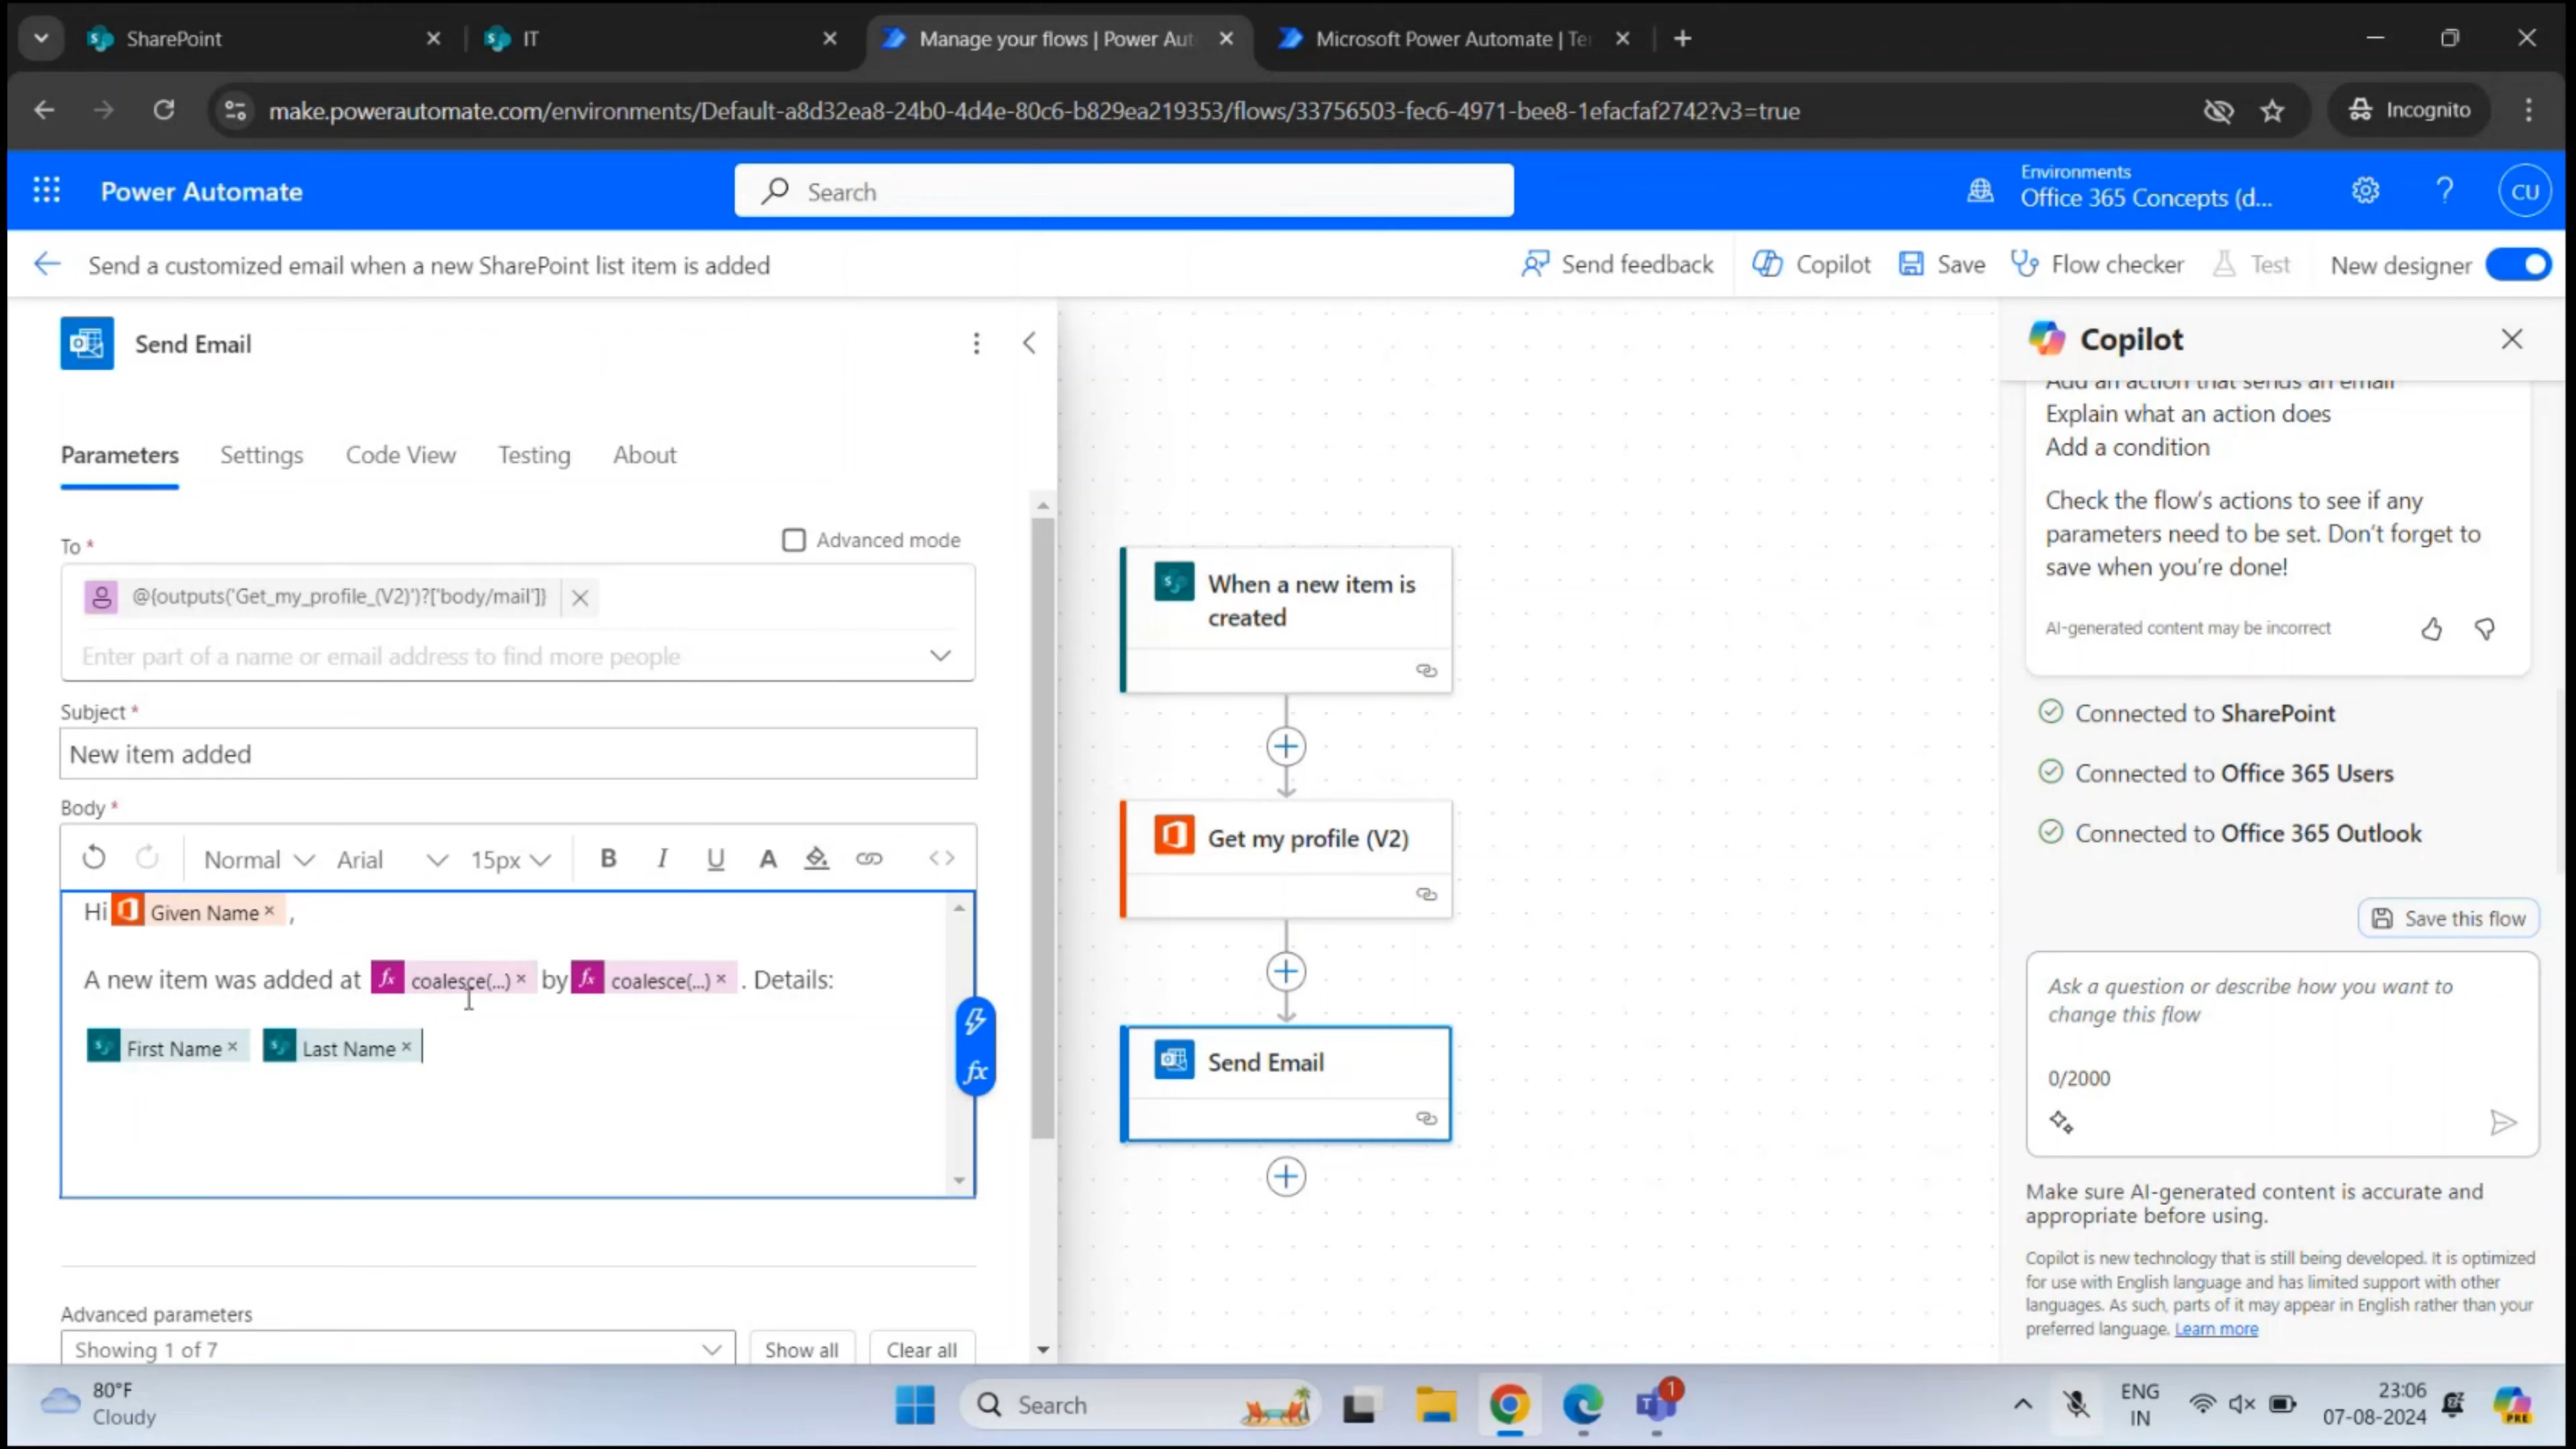 SharePoint
IT
Manage your flows | Power Aut
Microsoft Power Automate | Te
make.powerautomate.com/environments/Default-a8d32ea8-24b0-4d4e-80c6-b829ea219353/flows/33756503-fec6-4971-bee8-1efacfaf2742?v3=true
Incognito
Power Automate
Search
Environments
Office 365 Concepts (d...
CU
Send a customized email when a new SharePoint list item is added
Send feedback
Copilot
Save
Flow checker
Test
New designer
Send Email
Parameters
Settings
Code View
Testing
About
To *
Advanced mode
@{outputs('Get_my_profile_(V2)')?['body/mail']}
Enter part of a name or email address to find more people
Subject *
New item added
Body *
Normal
Arial
15px
B I U A
Hi Given Name × ,
A new item was added at fx coalesce(...) × by fx coalesce(...) × . Details:
First Name × Last Name ×
fx
Advanced parameters
Showing 1 of 7
Show all
Clear all
When a new item is
created
Get my profile (V2)
Send Email
Copilot
Add an action that sends an email
Explain what an action does
Add a condition
Check the flow's actions to see if any
parameters need to be set. Don't forget to
save when you're done!
AI-generated content may be incorrect
Connected to SharePoint
Connected to Office 365 Users
Connected to Office 365 Outlook
Save this flow
Ask a question or describe how you want to
change this flow
0/2000
Make sure AI-generated content is accurate and
appropriate before using.
Copilot is new technology that is still being developed. It is optimized
for use with English language and has limited support with other
languages. As such, parts of it may appear in English rather than your
preferred language. Learn more
80°F
Cloudy
Search
1
ENG
IN
23:06
07-08-2024
PRE